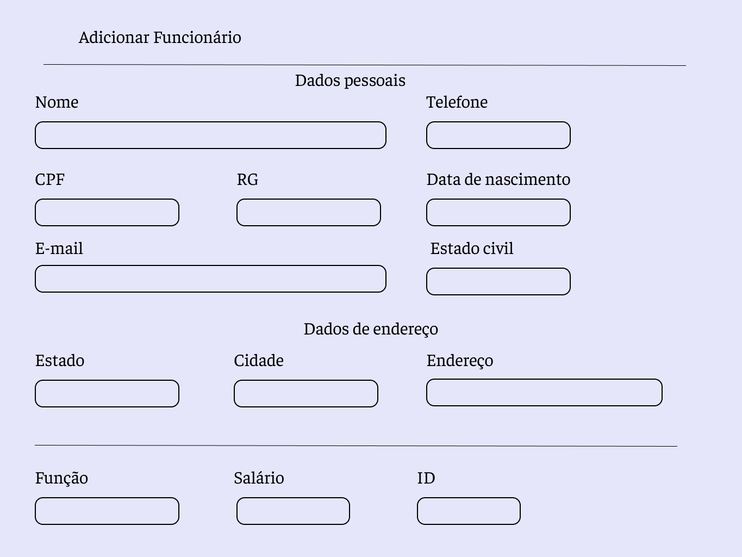 Adicionar Funcionário
Dados pessoais
Nome
Telefone
CPF
RG
Data de nascimento
E-mail
Estado civil
Dados de endereço
Estado
Cidade
Endereço
Função
Salário
ID